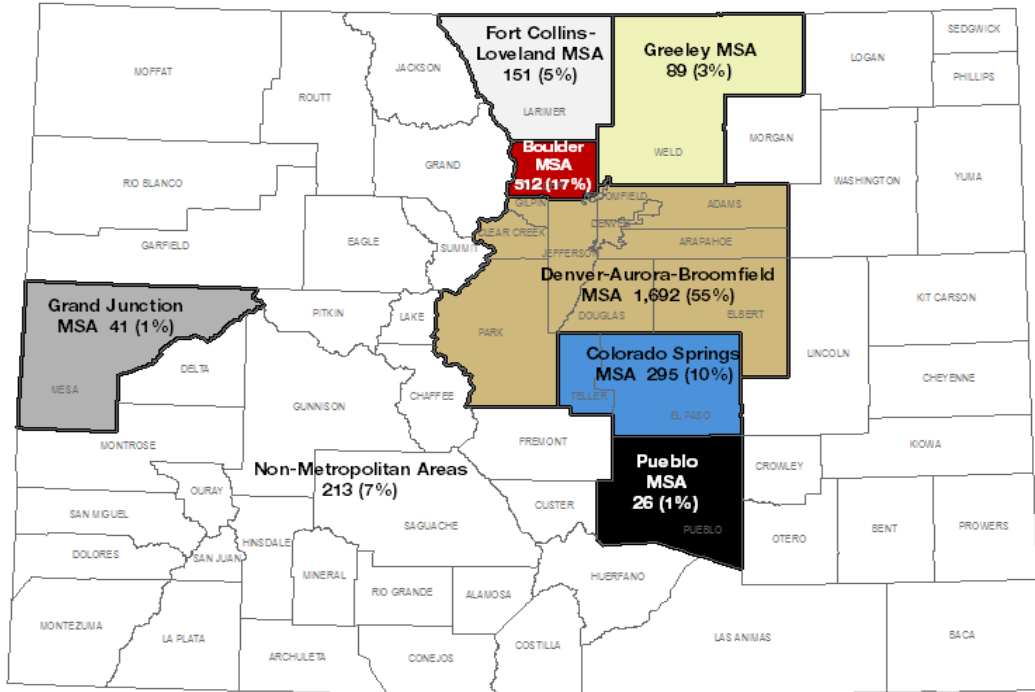 Fort Collins-
Loveland MSA
151 (5%)
Greeley MSA
89 (3%)
SEDGWICK
LOGAN
PHILLIPS
MOFFAT
JACKSON
ROUTT
LARIMER
MORGAN
Boulder
MSA
512 (17%)
WELD
GRAND
RIO BLANCO
WASHINGTON
YUMA
GILPIN
BROOMFIELD
ADAMS
DENVER
CLEAR CREEK
JEFFERSON
ARAPAHOE
GARFIELD
EAGLE
SUMMIT
Denver-Aurora-Broomfield
MSA 1,692 (55%)
Grand Junction
MSA 41 (1%)
PITKIN
LAKE
PARK
DOUGLAS
ELBERT
KIT CARSON
LINCOLN
Colorado Springs
MSA 295 (10%)
DELTA
MESA
CHEYENNE
GUNNISON
CHAFFEE
TELLER
EL PASO
MONTROSE
FREMONT
KIOWA
Non-Metropolitan Areas
213 (7%)
Pueblo
MSA
26 (1%)
CROWLEY
OURAY
CUSTER
SAN MIGUEL
SAGUACHE
PUEBLO
BENT
PROWERS
HINSDALE
OTERO
DOLORES
SAN JUAN
MINERAL
HUERFANO
RIO GRANDE
ALAMOSA
MONTEZUMA
LA PLATA
LAS ANIMAS
BACA
COSTILLA
ARCHULETA
CONEJOS